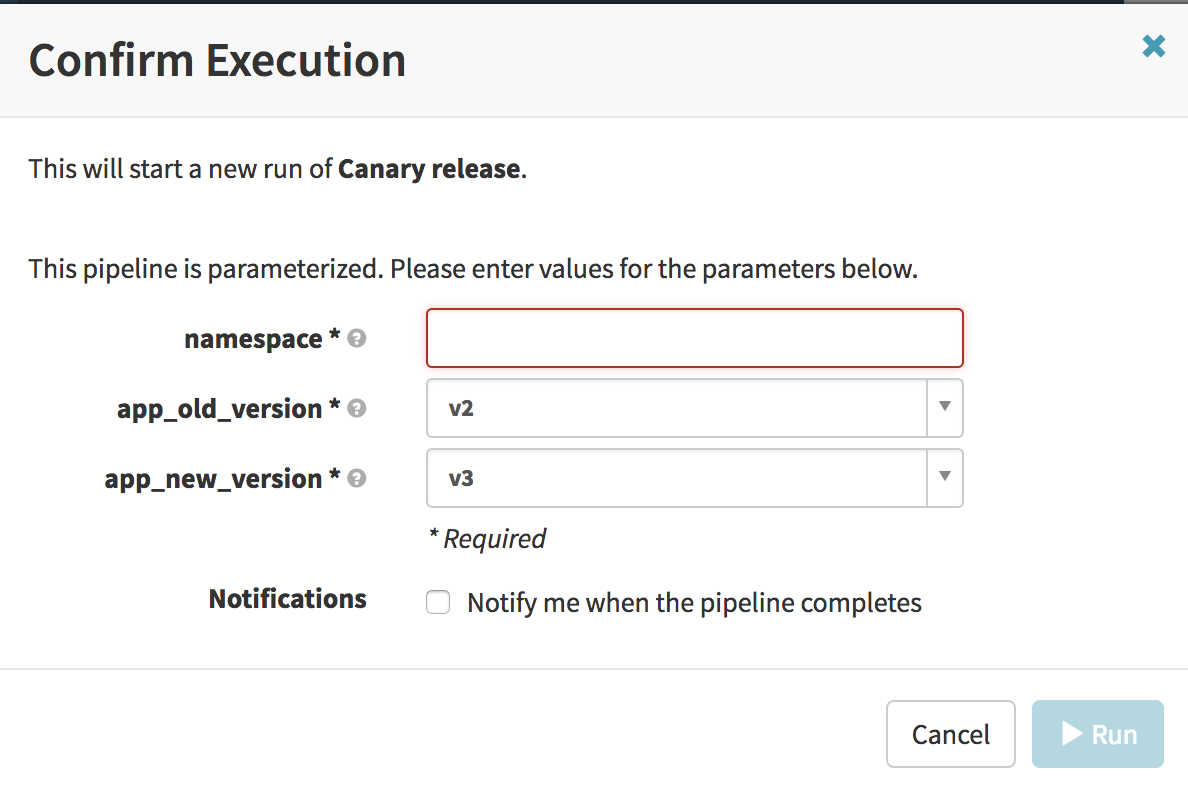 Confirm Execution
This will start a new run of Canary release.
This pipeline is parameterized. Please enter values for the parameters below.
namespace *
app_old_version * v2
app_new_version * v3
* Required
Notifications Notify me when the pipeline completes
Cancel Run